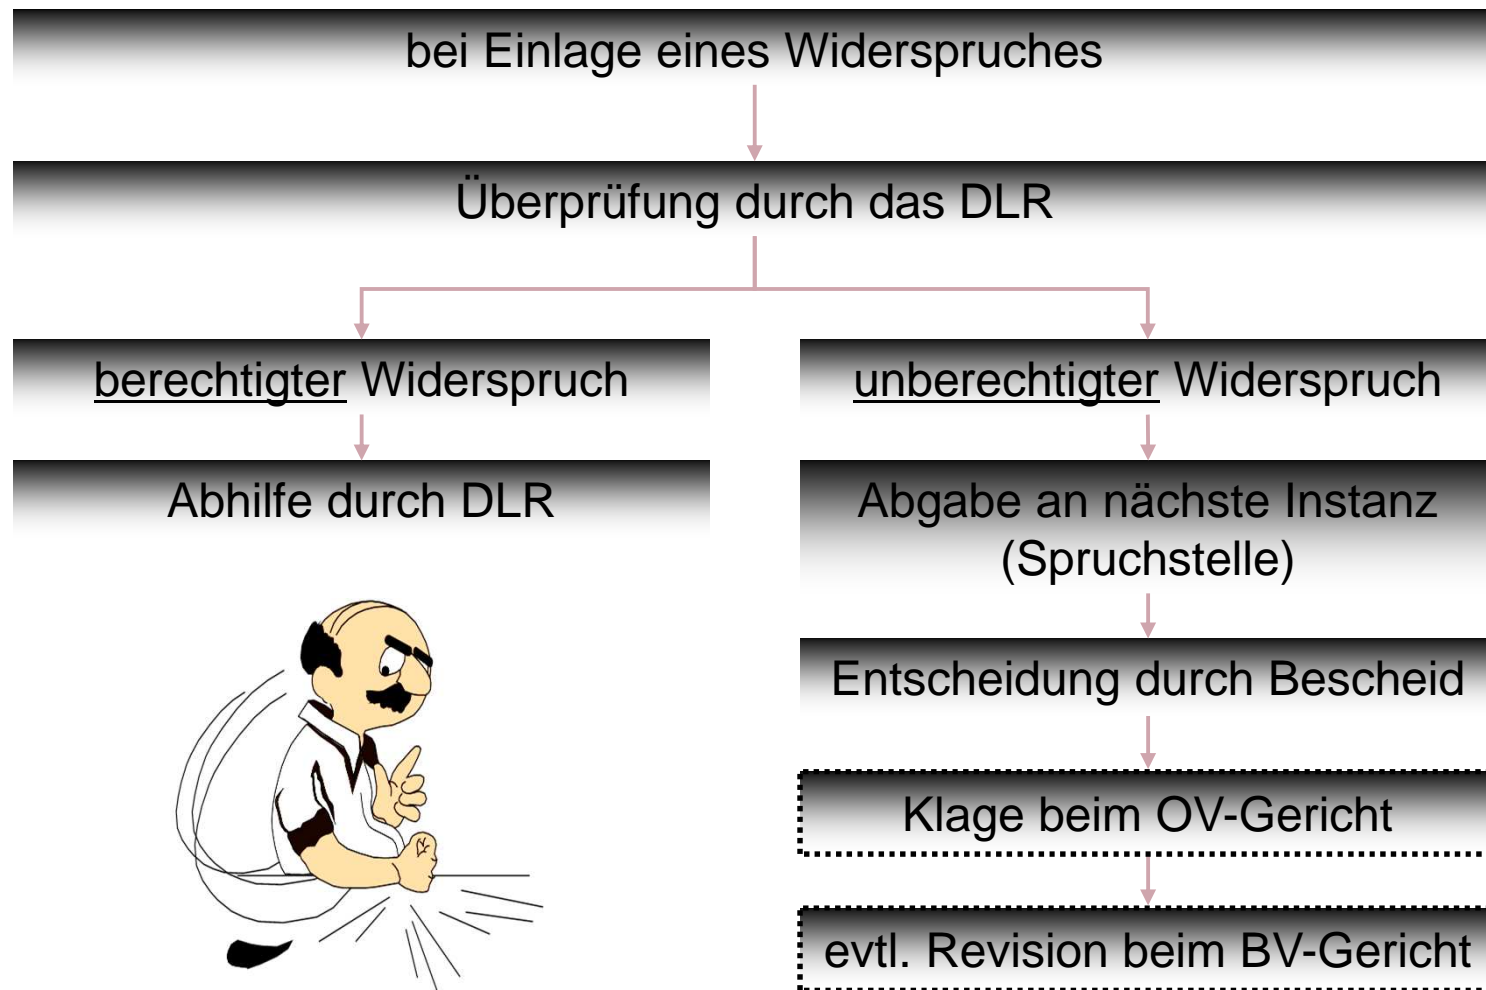 bei Einlage eines Widerspruches
Überprüfung durch das DLR
berechtigter Widerspruch
Abhilfe durch DLR
unberechtigter Widerspruch
Abgabe an nächste Instanz
(Spruchstelle)
Entscheidung durch Bescheid
Klage beim OV-Gericht
evtl. Revision beim BV-Gericht